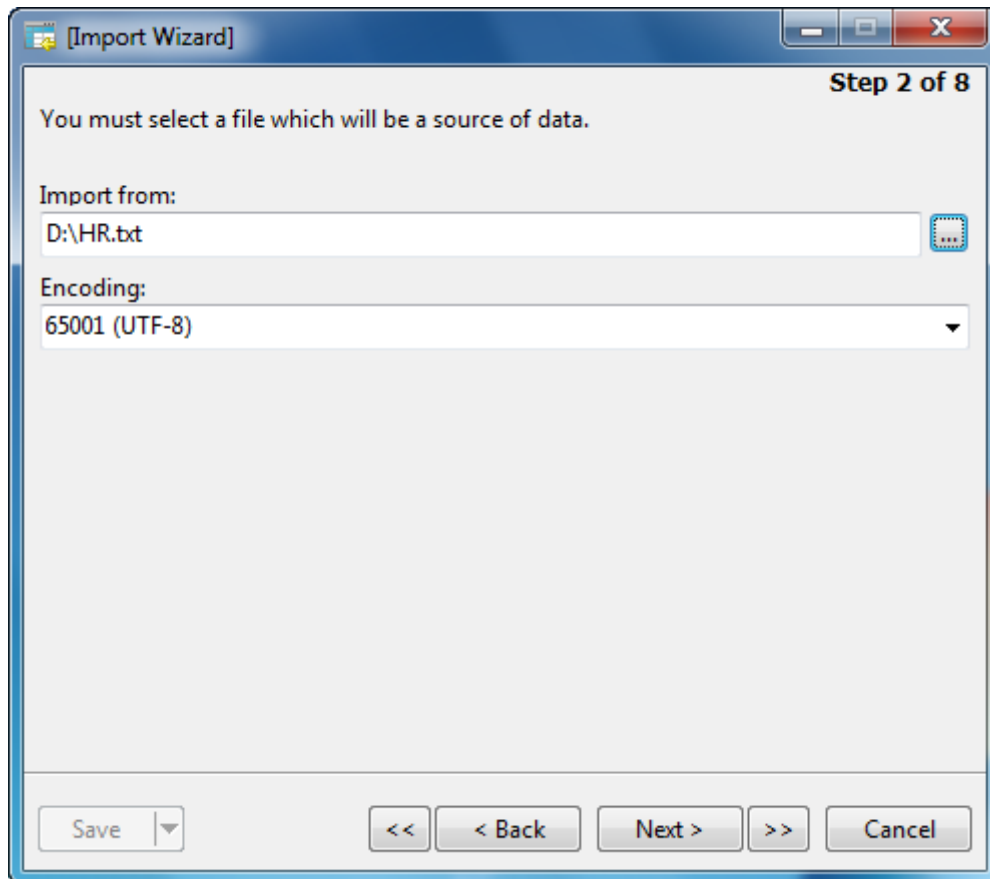 [Import Wizard]
Step 2 of 8
You must select a file which will be a source of data.
Import from:
D:\HR.txt
...
Encoding:
65001 (UTF-8)
Save << < Back Next > >> Cancel